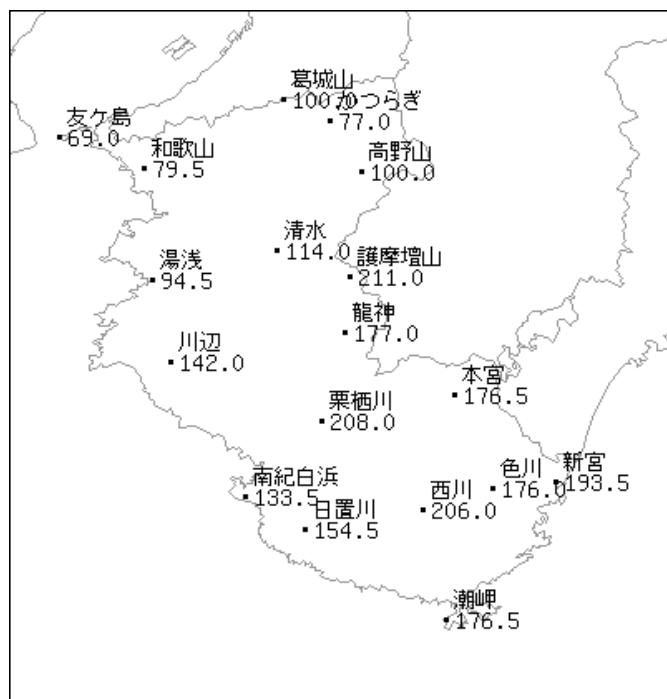 葛城山
100.0
かつらぎ
77.0
友ケ島
69.0
和歌山
79.5
高野山
100.0
清水
114.0
護摩壇山
211.0
湯浅
94.5
龍神
177.0
川辺
142.0
本宮
176.5
栗栖川
208.0
新宮
193.5
色川
176.0
南紀白浜
133.5
西川
206.0
日置川
154.5
潮岬
176.5